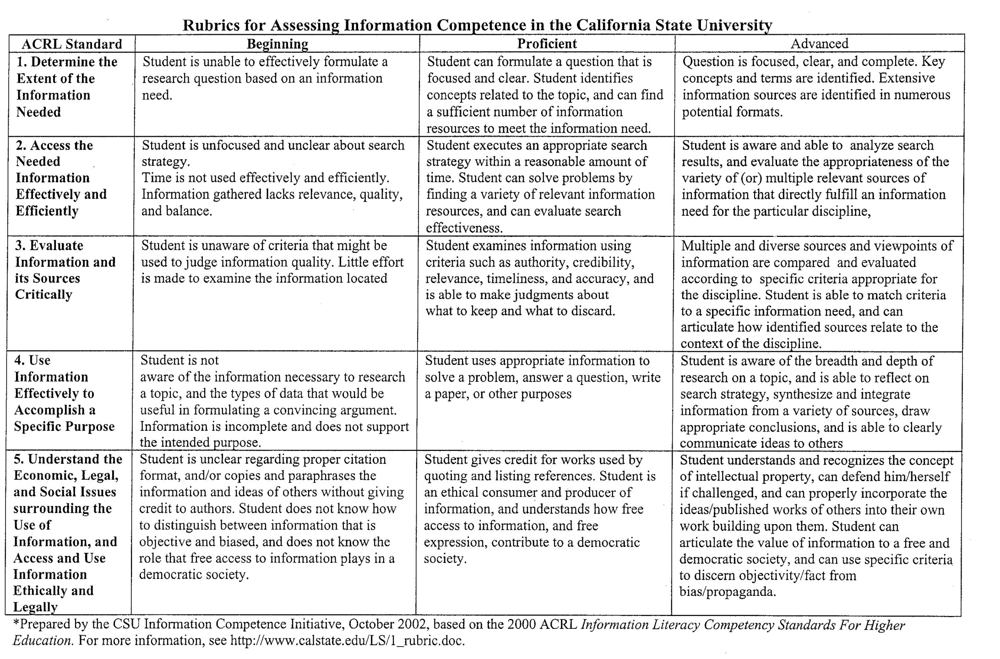 Rubrics for Assessing Information Competence in the California State University
ACRL Standard
Beginning
Proficient
Advanced
1. Determine the
Extent of the
Information
Needed
Student is unable to effectively formulate a
research question based on an information
need.
Student can formulate a question that is
focused and clear. Student identifies
concepts related to the topic, and can find
a sufficient number of information
resources to meet the information need.
Question is focused, clear, and complete. Key
concepts and terms are identified. Extensive
information sources are identified in numerous
potential formats.
2. Access the
Needed
Information
Effectively and
Efficiently
Student is unfocused and unclear about search
strategy.
Time is not used effectively and efficiently.
Information gathered lacks relevance, quality,
and balance.
Student executes an appropriate search
strategy within a reasonable amount of
time. Student can solve problems by
finding a variety of relevant information
resources, and can evaluate search
effectiveness.
Student is aware and able to  analyze search
results, and evaluate the appropriateness of the
variety of (or) multiple relevant sources of
information that directly fulfill an information
need for the particular discipline,
3. Evaluate
Information and
its Sources
Critically
Student is unaware of criteria that might be
used to judge information quality. Little effort
is made to examine the information located
Student examines information using
criteria such as authority, credibility,
relevance, timeliness, and accuracy, and
is able to make judgments about
what to keep and what to discard.
Multiple and diverse sources and viewpoints of
information are compared  and evaluated
according to  specific criteria appropriate for
the discipline. Student is able to match criteria
to a specific information need, and can
articulate how identified sources relate to the
context of the discipline.
4. Use
Information
Effectively to
Accomplish a
Specific Purpose
Student is not
aware of the information necessary to research
a topic, and the types of data that would be
useful in formulating a convincing argument.
Information is incomplete and does not support
the intended purpose.
Student uses appropriate information to
solve a problem, answer a question, write
a paper, or other purposes
Student is aware of the breadth and depth of
research on a topic, and is able to reflect on
search strategy, synthesize and integrate
information from a variety of sources, draw
appropriate conclusions, and is able to clearly
communicate ideas to others
5. Understand the
Economic, Legal,
and Social Issues
surrounding the
Use of
Information, and
Access and Use
Information
Ethically and
Legally
Student is unclear regarding proper citation
format, and/or copies and paraphrases the
information and ideas of others without giving
credit to authors. Student does not know how
to distinguish between information that is
objective and biased, and does not know the
role that free access to information plays in a
democratic society.
Student gives credit for works used by
quoting and listing references. Student is
an ethical consumer and producer of
information, and understands how free
access to information, and free
expression, contribute to a democratic
society.
Student understands and recognizes the concept
of intellectual property, can defend him/herself
if challenged, and can properly incorporate the
ideas/published works of others into their own
work building upon them. Student can
articulate the value of information to a free and
democratic society, and can use specific criteria
to discern objectivity/fact from
bias/propaganda.
*Prepared by the CSU Information Competence Initiative, October 2002, based on the 2000 ACRL Information Literacy Competency Standards For Higher
Education. For more information, see http://www.calstate.edu/LS/1_rubric.doc.